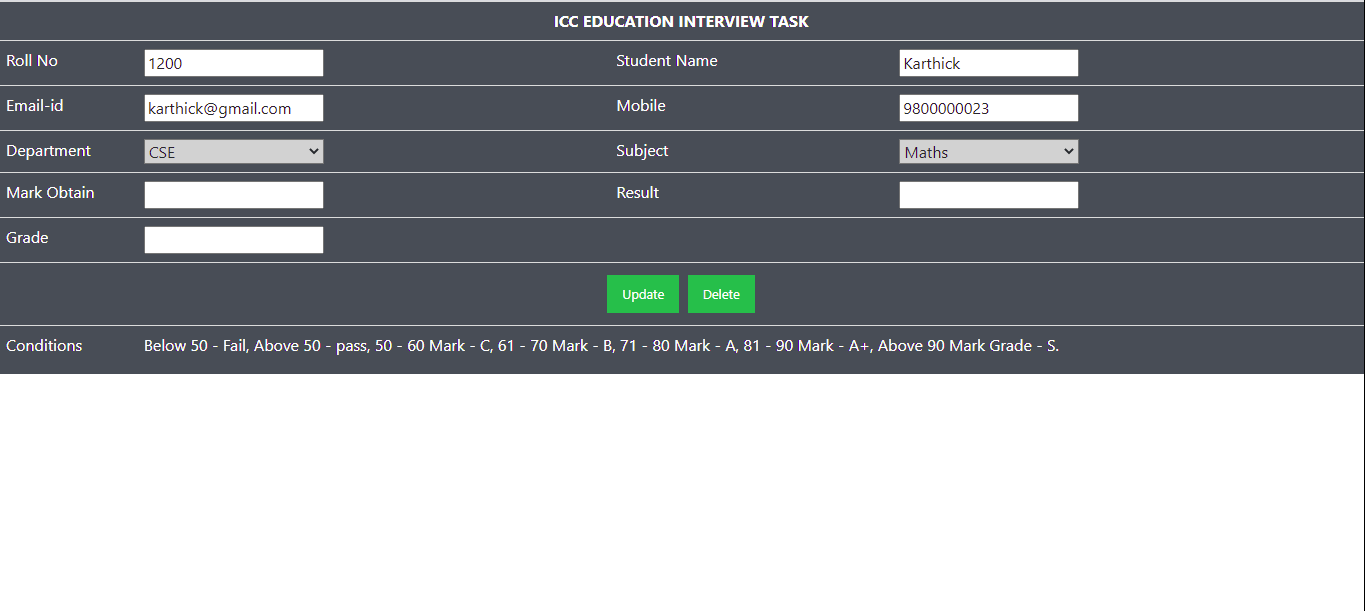 ICC EDUCATION INTERVIEW TASK
Roll No 1200 Student Name Karthick
Email-id karthick@gmail.com Mobile 9800000023
Department CSE Subject Maths
Mark Obtain Result
Grade
Update Delete
Conditions Below 50 - Fail, Above 50 - pass, 50 - 60 Mark - C, 61 - 70 Mark - B, 71 - 80 Mark - A, 81 - 90 Mark - A+, Above 90 Mark Grade - S.